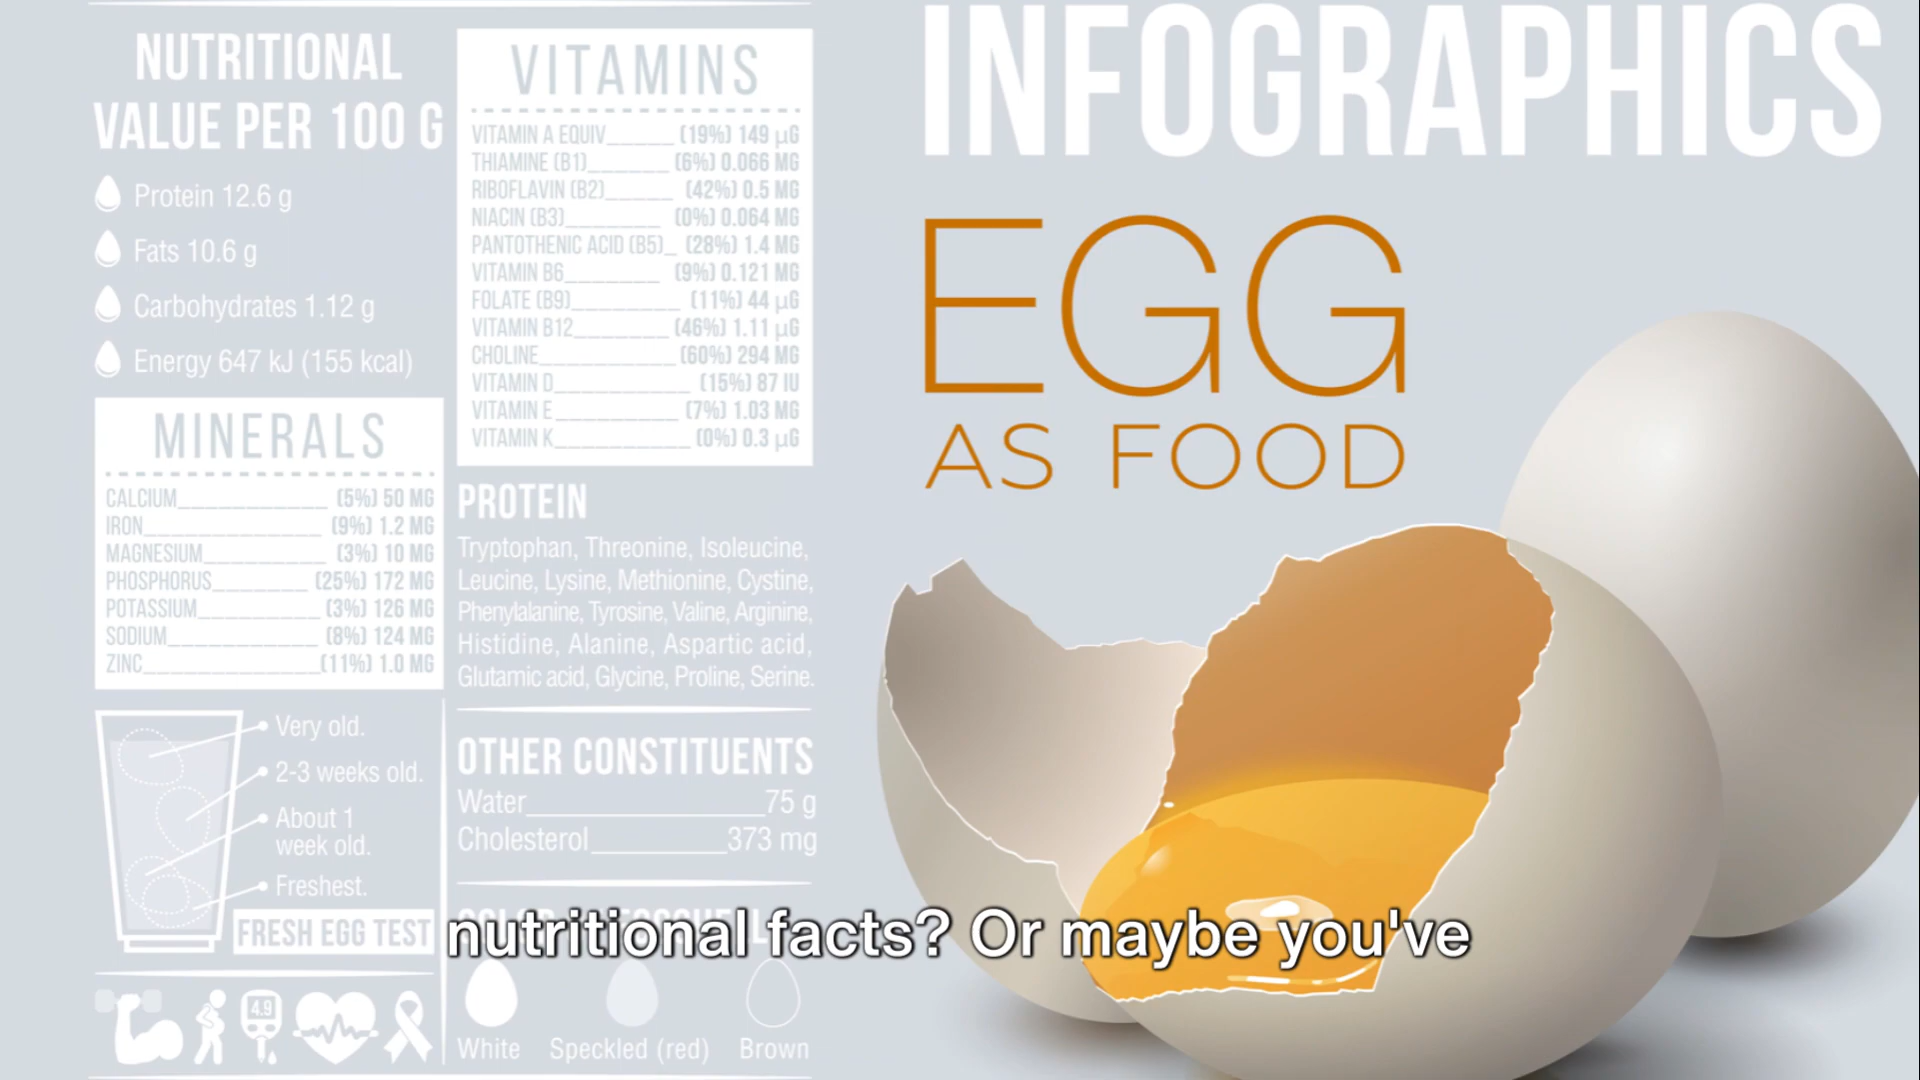 NUTRITIONAL
VALUE PER 100 G
Protein 12.6 g
Fats 10.6 g
Carbohydrates 1.12 g
Energy 647 kJ (155 kcal)
MINERALS
CALCIUM (5%) 50 MG
IRON (9%) 1.2 MG
MAGNESIUM (3%) 10 MG
PHOSPHORUS (25%) 172 MG
POTASSIUM (3%) 126 MG
SODIUM (8%) 124 MG
ZINC (11%) 1.0 MG
Very old.
2-3 weeks old.
About 1
week old.
Freshest.
FRESH EGG TEST
4.9
VITAMINS
VITAMIN A EQUIV (19%) 149 µG
THIAMINE (B1) (6%) 0.066 MG
RIBOFLAVIN (B2) (42%) 0.5 MG
NIACIN (B3) (0%) 0.064 MG
PANTOTHENIC ACID (B5) (28%) 1.4 MG
VITAMIN B6 (9%) 0.121 MG
FOLATE (B9) (11%) 44 µG
VITAMIN B12 (46%) 1.11 µG
CHOLINE (60%) 294 MG
VITAMIN D (15%) 87 IU
VITAMIN E (7%) 1.03 MG
VITAMIN K (0%) 0.3 µG
PROTEIN
Tryptophan, Threonine, Isoleucine,
Leucine, Lysine, Methionine, Cystine,
Phenylalanine, Tyrosine, Valine, Arginine,
Histidine, Alanine, Aspartic acid,
Glutamic acid, Glycine, Proline, Serine.
OTHER CONSTITUENTS
Water 75 g
Cholesterol 373 mg
White Speckled (red) Brown
INFOGRAPHICS
EGG
AS FOOD
nutritional facts? Or maybe you've